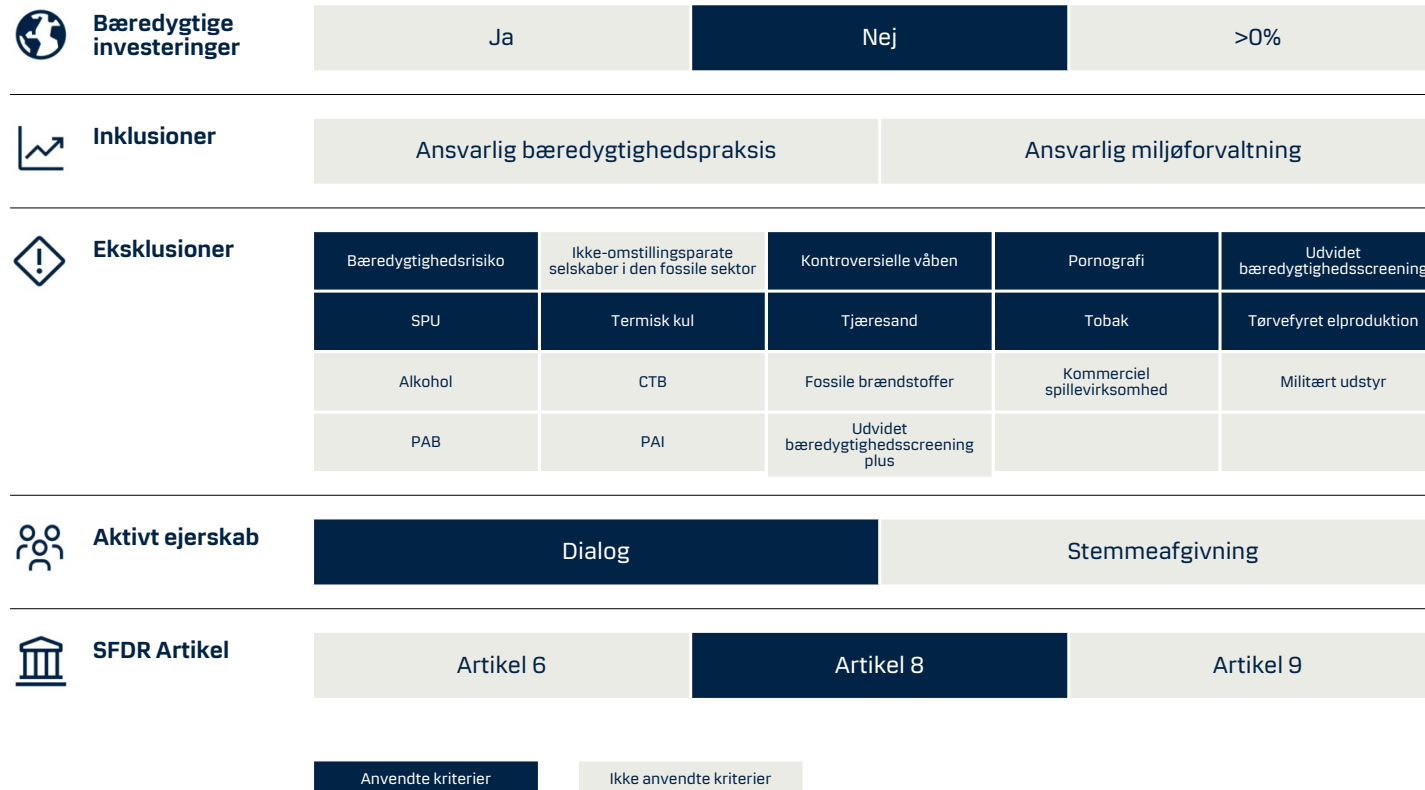 Bæredygtige
investeringer
Ja
Nej
>0%
Inklusioner
Ansvarlig bæredygtighedspraksis
Ansvarlig miljøforvaltning
Eksklusioner
Bæredygtighedsrisiko
Ikke-omstillingsparate
selskaber i den fossile sektor
Kontroversielle våben
Pornografi
Udvidet
bæredygtighedsscreening
SPU
Termisk kul
Tjæresand
Tobak
Tørvefyret elproduktion
Alkohol
CTB
Fossile brændstoffer
Kommerciel
spillevirksomhed
Militært udstyr
PAB
PAI
Udvidet
bæredygtighedsscreening
plus
Aktivt ejerskab
Dialog
Stemmeafgivning
SFDR Artikel
Artikel 6
Artikel 8
Artikel 9
Anvendte kriterier
Ikke anvendte kriterier